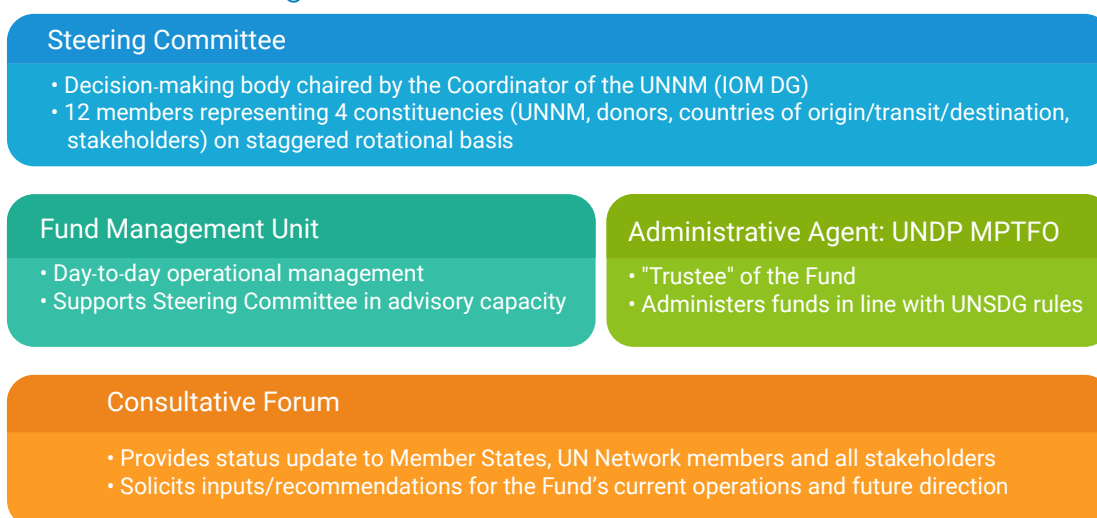 Steering Committee
• Decision-making body chaired by the Coordinator of the UNNM (IOM DG)
• 12 members representing 4 constituencies (UNNM, donors, countries of origin/transit/destination,
stakeholders) on staggered rotational basis
Fund Management Unit
• Day-to-day operational management
• Supports Steering Committee in advisory capacity
Administrative Agent: UNDP MPTFO
• "Trustee" of the Fund
• Administers funds in line with UNSDG rules
Consultative Forum
• Provides status update to Member States, UN Network members and all stakeholders
• Solicits inputs/recommendations for the Fund's current operations and future direction